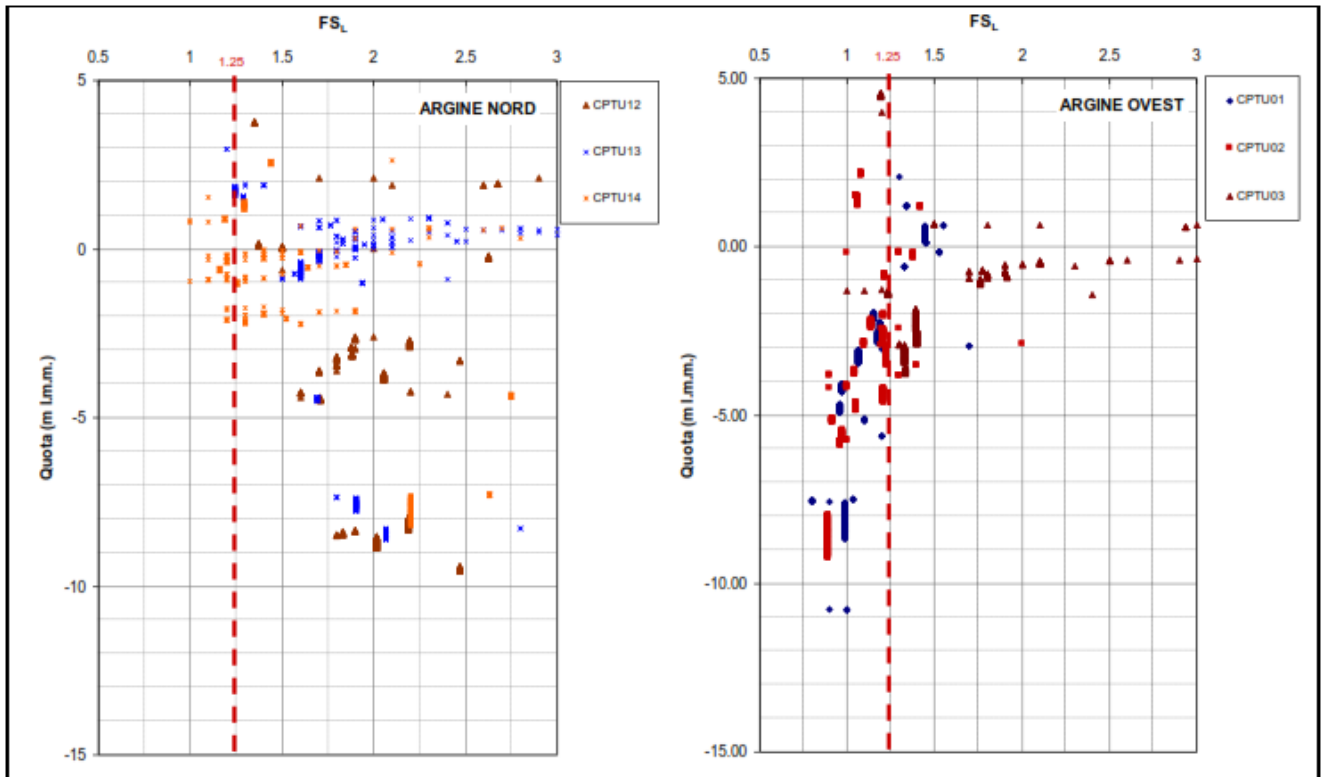 FS_L
0.5 1 1.25 1.5 2 2.5 3
5
0
-5
-10
-15
Quota (m l.m.m.)
ARGINE NORD
CPTU12
CPTU13
CPTU14
FS_L
0.5 1 1.25 1.5 2 2.5 3
5.00
0.00
-5.00
-10.00
-15.00
Quota (m l.m.m.)
ARGINE OVEST
CPTU01
CPTU02
CPTU03